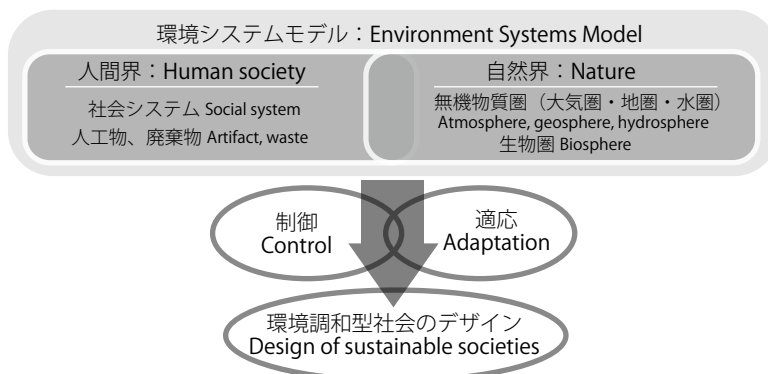 環境システムモデル：Environment Systems Model
人間界：Human society
社会システム Social system
人工物、廃棄物 Artifact, waste
自然界：Nature
無機物質圏（大気圏・地圏・水圏）
Atmosphere, geosphere, hydrosphere
生物圏 Biosphere
制御
Control
適応
Adaptation
環境調和型社会のデザイン
Design of sustainable societies